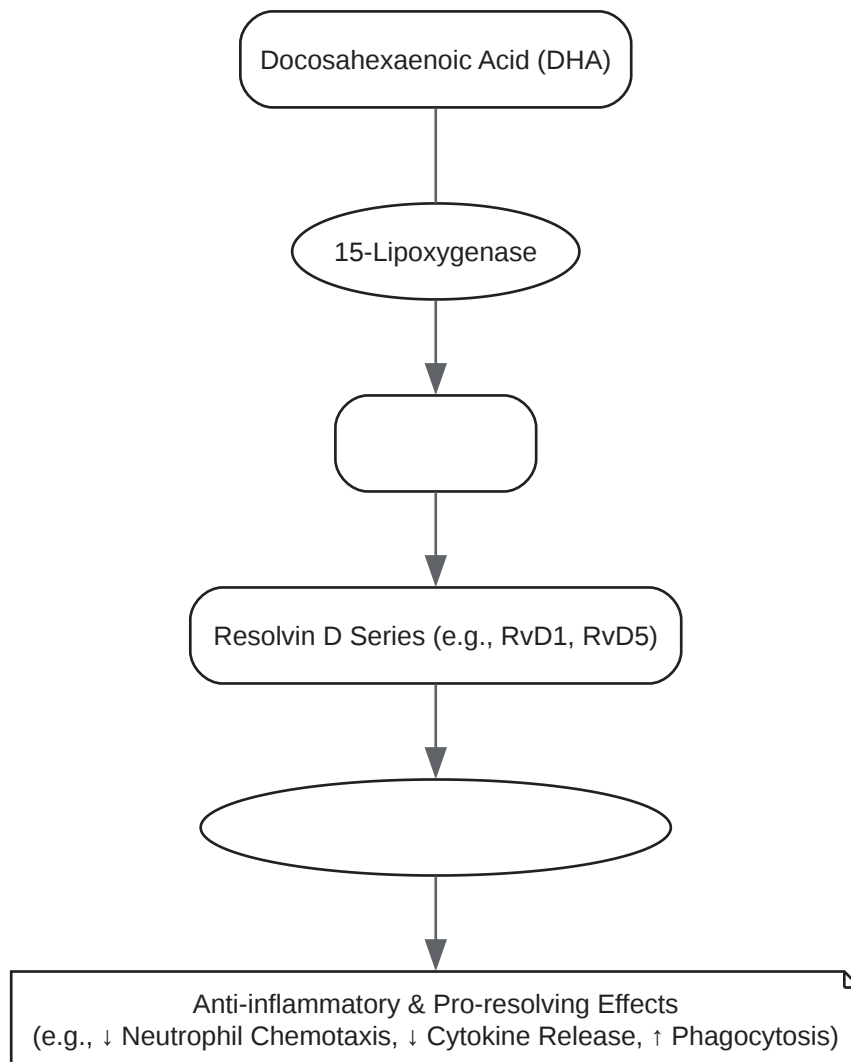 Docosahexaenoic Acid (DHA)
15-Lipoxygenase
Resolvin D Series (e.g., RvD1, RvD5)
Anti-inflammatory & Pro-resolving Effects
(e.g., ↓ Neutrophil Chemotaxis, ↓ Cytokine Release, ↑ Phagocytosis)